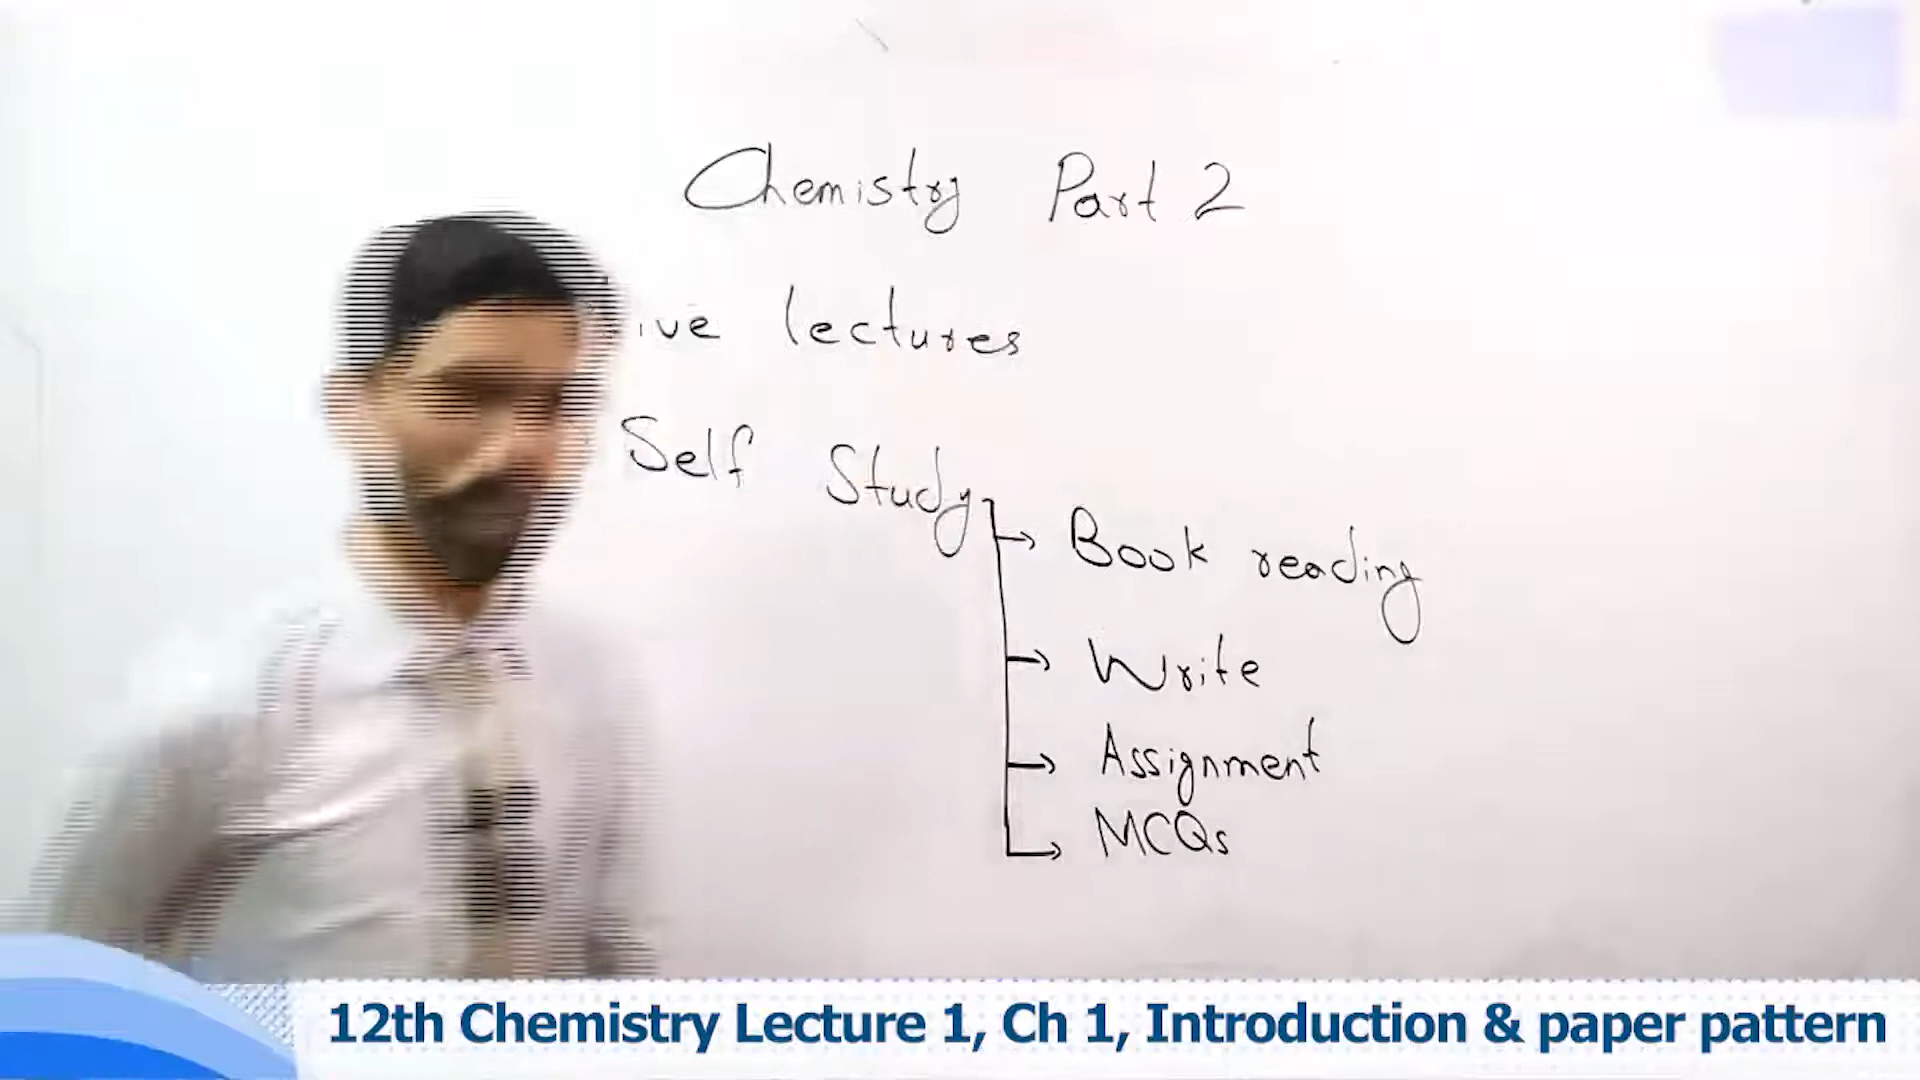 Chemistry Part 2
lectures
Self Study
Book reading
Write
Assignment
MCQs
12th Chemistry Lecture 1, Ch 1, Introduction & paper pattern